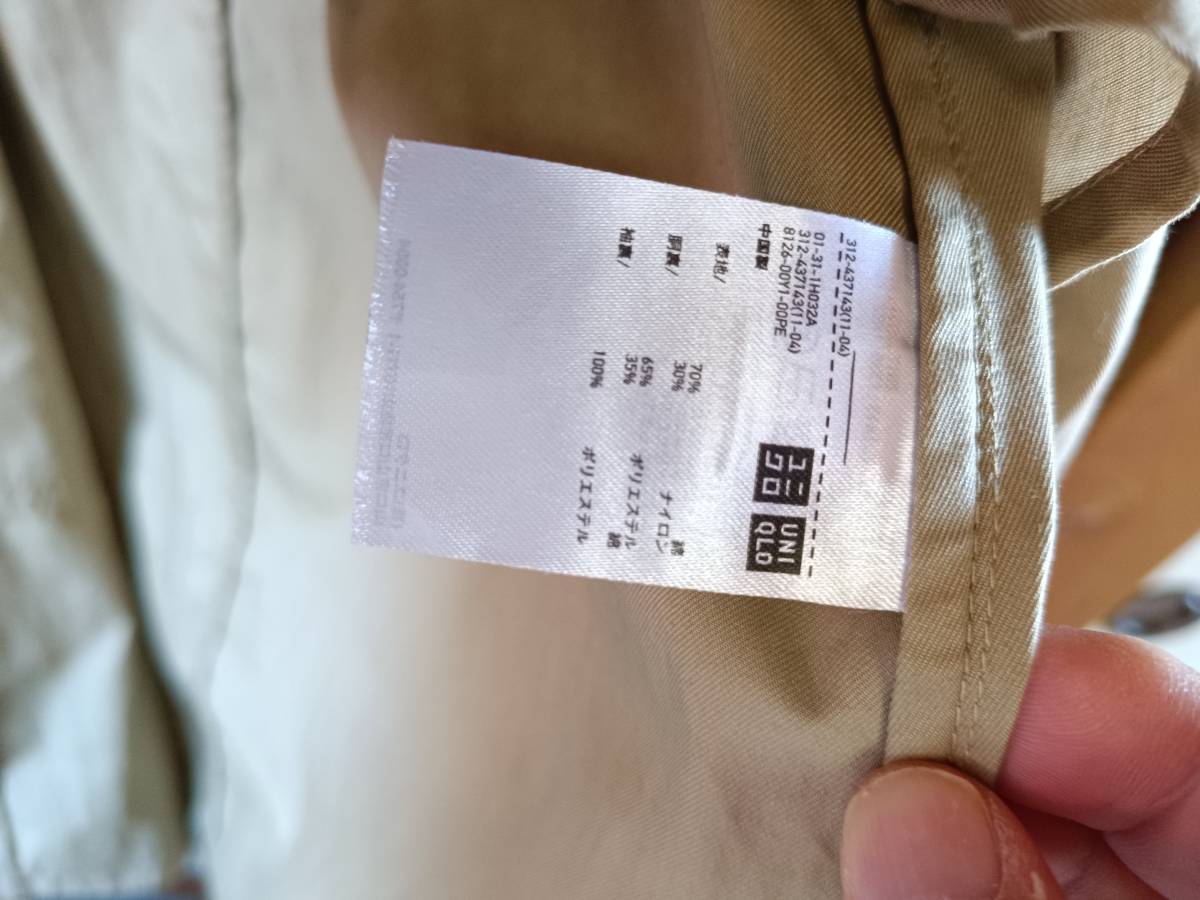 312-437143(11-04)
01-31-1H032A
312-437143(11-04)
8126-00Y1-00PE
中国製
ユニ
クロ
UNI
QLO
表地/ 70% 綿
30% ナイロン
胴裏/ 65% ポリエステル
35% 綿
袖裏/ 100% ポリエステル